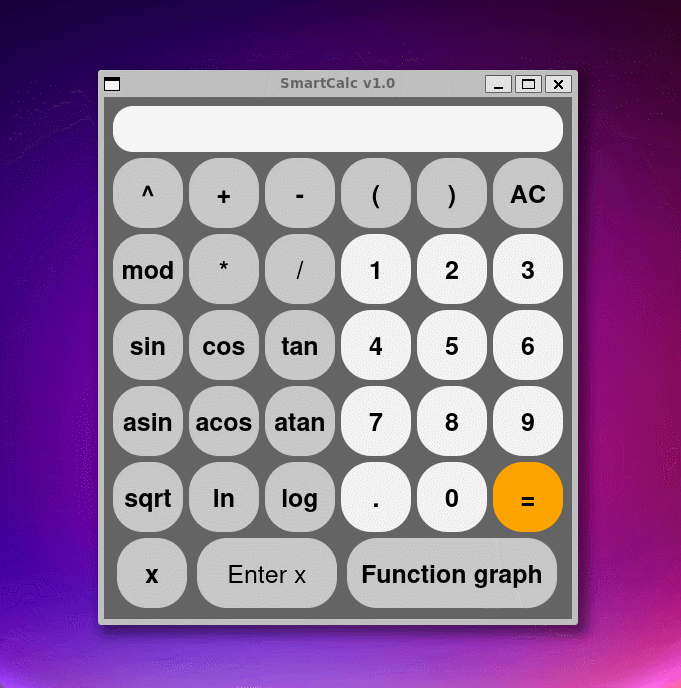 SmartCalc v1.0
^ + - ( ) AC
mod * / 1 2 3
sin cos tan 4 5 6
asin acos atan 7 8 9
sqrt ln log . 0 =
x Enter x Function graph